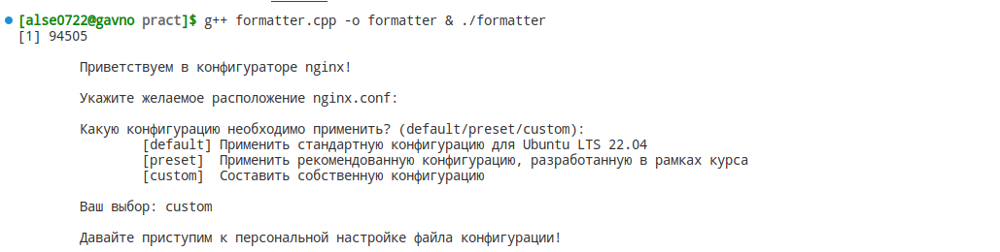 [alse0722@gavno pract]$ g++ formatter.cpp -o formatter & ./formatter
[1] 94505
Приветствуем в конфигураторе nginx!
Укажите желаемое расположение nginx.conf:
Какую конфигурацию необходимо применить? (default/preset/custom):
[default] Применить стандартную конфигурацию для Ubuntu LTS 22.04
[preset]  Применить рекомендованную конфигурацию, разработанную в рамках курса
[custom]  Составить собственную конфигурацию
Ваш выбор: custom
Давайте приступим к персональной настройке файла конфигурации!